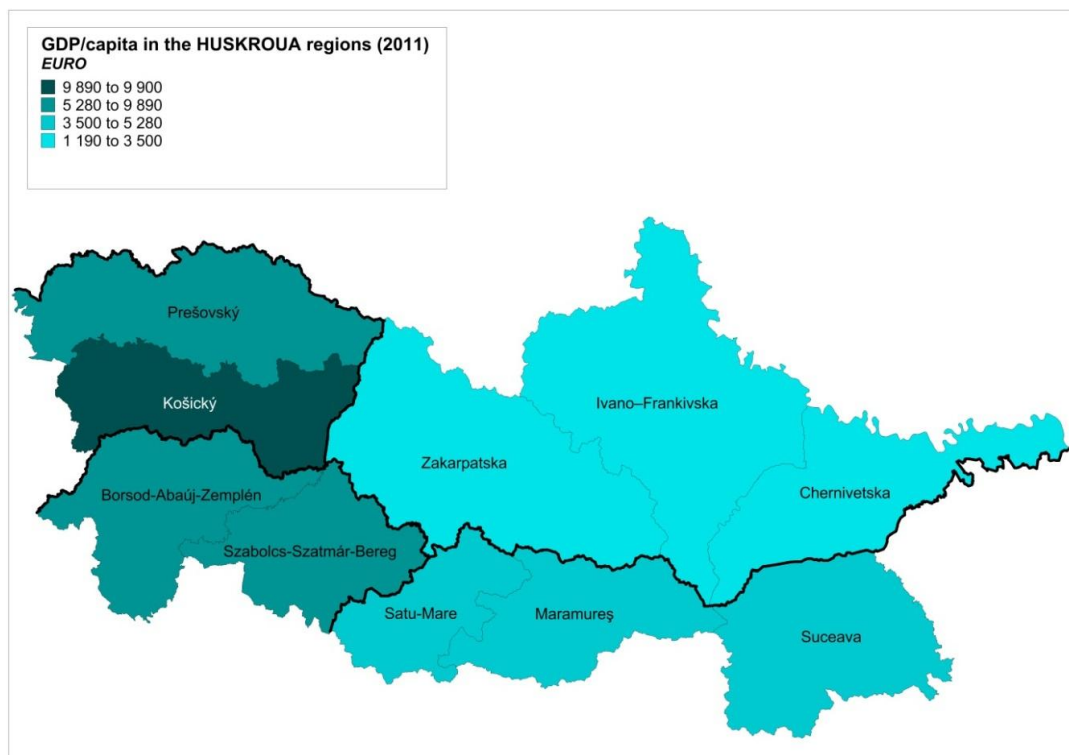 GDP/capita in the HUSKROUA regions (2011)
EURO
9 890 to 9 900
5 280 to 9 890
3 500 to 5 280
1 190 to 3 500
Prešovský
Košický
Ivano–Frankivska
Zakarpatska
Chernivetska
Borsod-Abaúj-Zemplén
Szabolcs-Szatmár-Bereg
Satu-Mare
Maramureş
Suceava